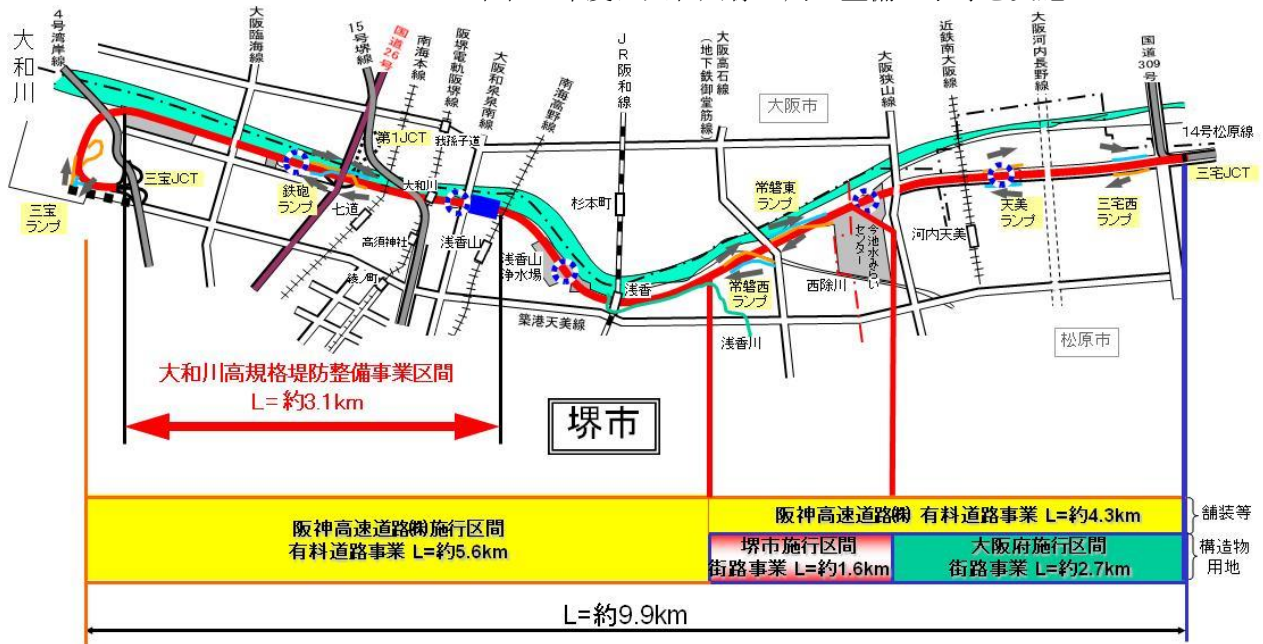 大和川
4号湾岸線
大阪臨海線
15号堺線
国道26号
南海本線
阪堺電軌阪堺線
大阪和泉泉南線
南海高野線
JR阪和線
大阪高石線
(地下鉄御堂筋線)
大阪狭山線
近鉄南大阪線
大阪河内長野線
国道309号
大阪市
14号松原線
三宅JCT
第1JCT
我孫子道
三宝JCT
三宝
ランプ
鉄砲
ランプ
七道
大和川
高須神社
綾ノ町
浅香山
浅香山
浄水場
杉本町
浅香
築港天美線
常磐東
ランプ
常磐西
ランプ
浅香川
西除川
今池水みらい
センター
河内天美
天美
ランプ
三宅西
ランプ
松原市
大和川高規格堤防整備事業区間
L=約3.1km
堺市
阪神高速道路㈱施行区間
有料道路事業 L=約5.6km
阪神高速道路㈱ 有料道路事業 L=約4.3km
舗装等
堺市施行区間
街路事業 L=約1.6km
大阪府施行区間
街路事業 L=約2.7km
構造物
用地
L=約9.9km